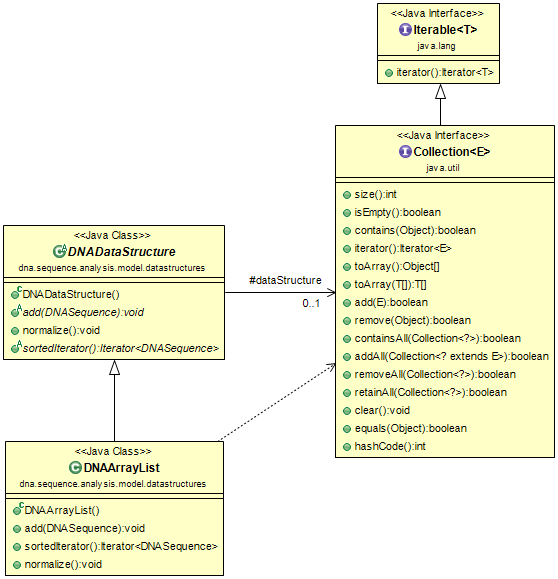 <<Java Interface>>
Iterable<T>
java.lang
iterator():Iterator<T>
<<Java Interface>>
Collection<E>
java.util
size():int
isEmpty():boolean
contains(Object):boolean
iterator():Iterator<E>
toArray():Object[]
toArray(T[]):T[]
add(E):boolean
remove(Object):boolean
containsAll(Collection<?>):boolean
addAll(Collection<? extends E>):boolean
removeAll(Collection<?>):boolean
retainAll(Collection<?>):boolean
clear():void
equals(Object):boolean
hashCode():int
<<Java Class>>
DNADataStructure
dna.sequence.analysis.model.datastructures
DNADataStructure()
add(DNASequence):void
normalize():void
sortedIterator():Iterator<DNASequence>
#dataStructure
0..1
<<Java Class>>
DNAArrayList
dna.sequence.analysis.model.datastructures
DNAArrayList()
add(DNASequence):void
sortedIterator():Iterator<DNASequence>
normalize():void